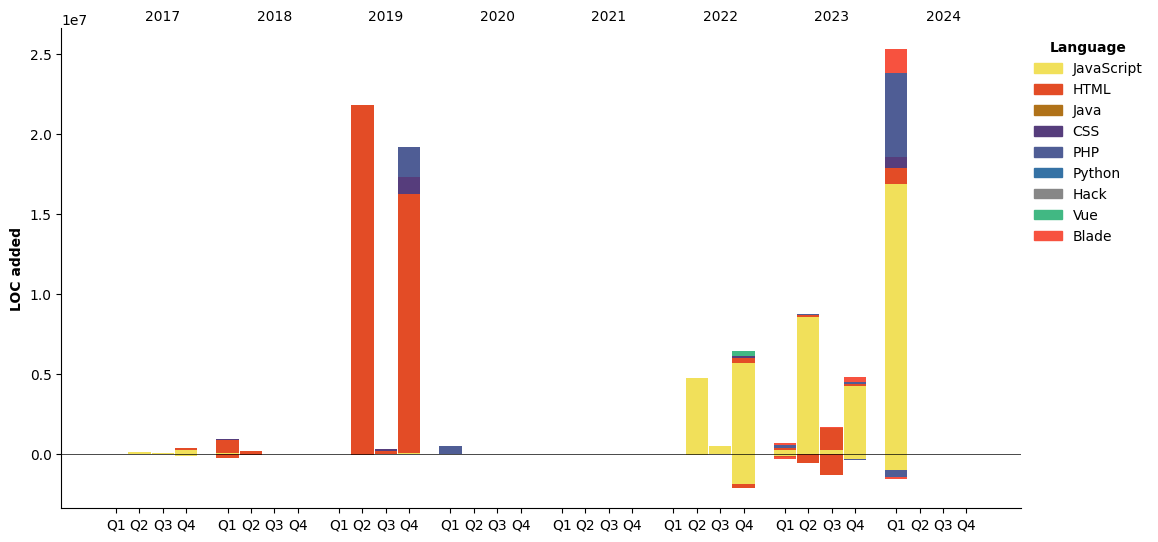 1e7
2017 2018 2019 2020 2021 2022 2023 2024
2.5
2.0
1.5
1.0
0.5
0.0
LOC added
Q1 Q2 Q3 Q4 Q1 Q2 Q3 Q4 Q1 Q2 Q3 Q4 Q1 Q2 Q3 Q4 Q1 Q2 Q3 Q4 Q1 Q2 Q3 Q4 Q1 Q2 Q3 Q4 Q1 Q2 Q3 Q4
Language
JavaScript
HTML
Java
CSS
PHP
Python
Hack
Vue
Blade